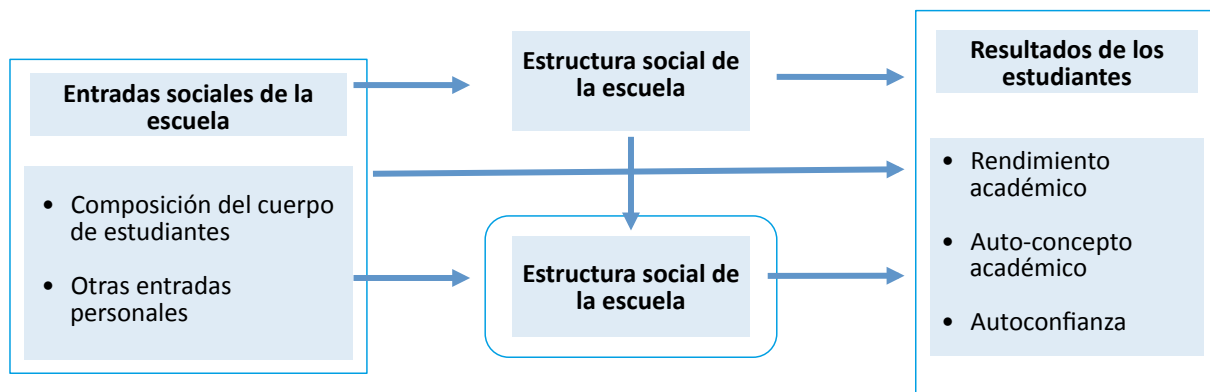 Entradas sociales de la
escuela
• Composición del cuerpo
de estudiantes
• Otras entradas
personales
Estructura social de
la escuela
Estructura social de
la escuela
Resultados de los
estudiantes
• Rendimiento
académico
• Auto-concepto
académico
• Autoconfianza